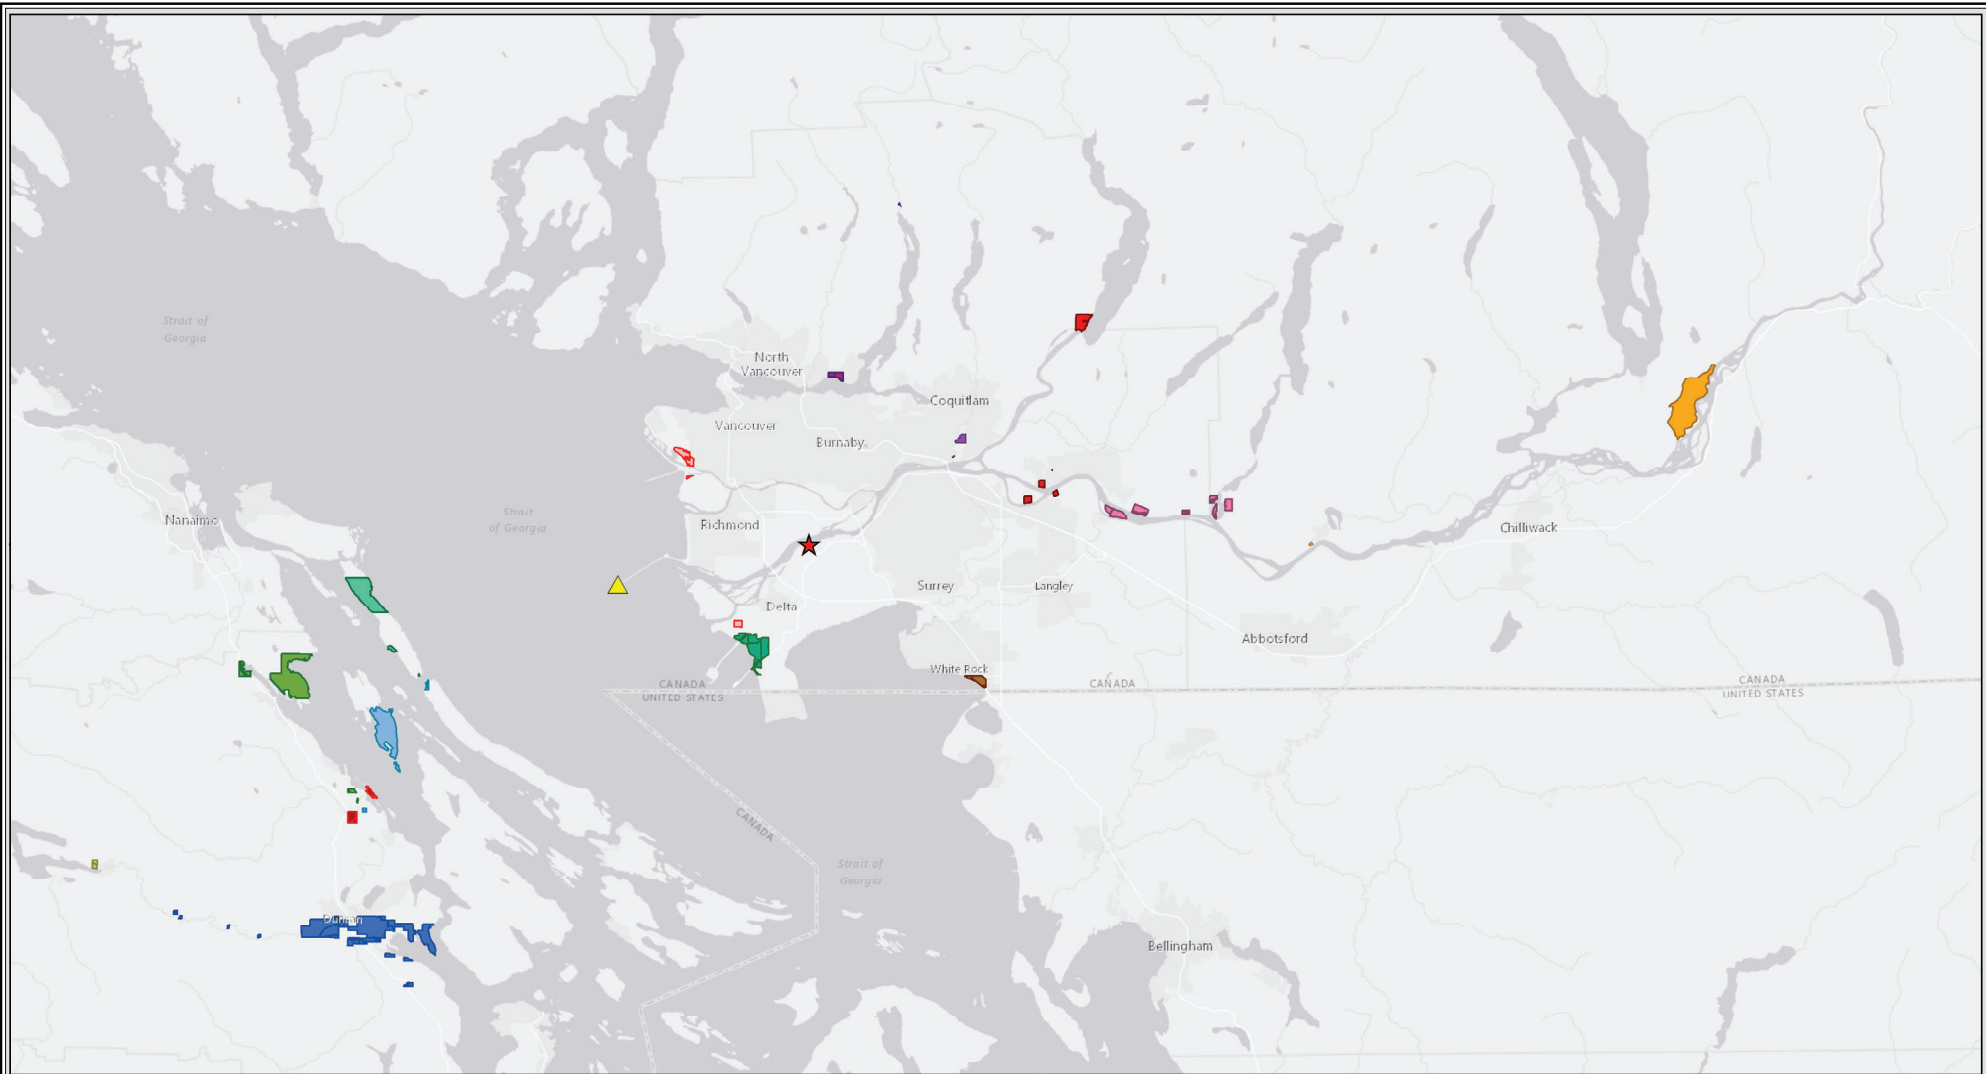 Strait of
Georgia
North
Vancouver
Coquitlam
Vancouver
Burnaby
Nanaimo
Strait
of Georgia
Richmond
Chilliwack
Surrey
Langley
Delta
Abbotsford
White Rock
CANADA
UNITED STATES
CANADA
CANADA
UNITED STATES
CANADA
Strait of
Georgia
Duncan
Bellingham